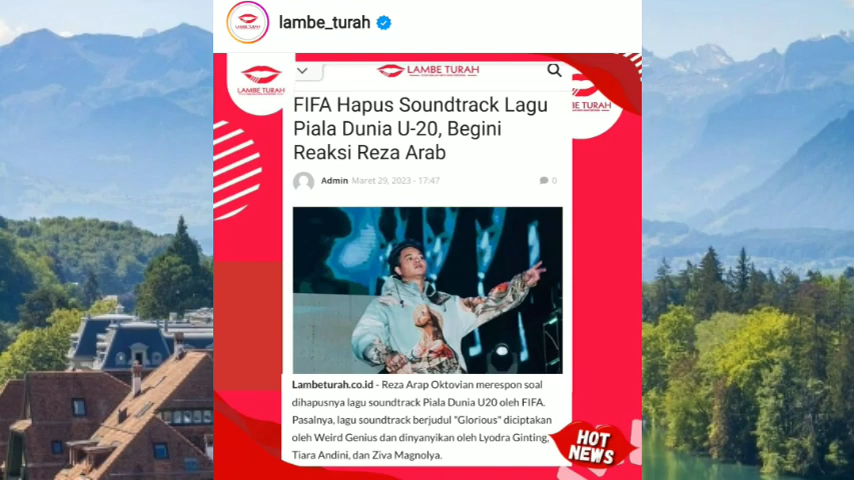 lambe_turah
LAMBE TURAH
LAMBE TURAH
BE TURAH
FIFA Hapus Soundtrack Lagu
Piala Dunia U-20, Begini
Reaksi Reza Arab
Admin Maret 29, 2023 - 17:47
0
Lambeturah.co.id - Reza Arap Oktovian merespon soal
dihapusnya lagu soundtrack Piala Dunia U20 oleh FIFA.
Pasalnya, lagu soundtrack berjudul "Glorious" diciptakan
oleh Weird Genius dan dinyanyikan oleh Lyodra Ginting,
Tiara Andini, dan Ziva Magnolya.
HOT
NEWS